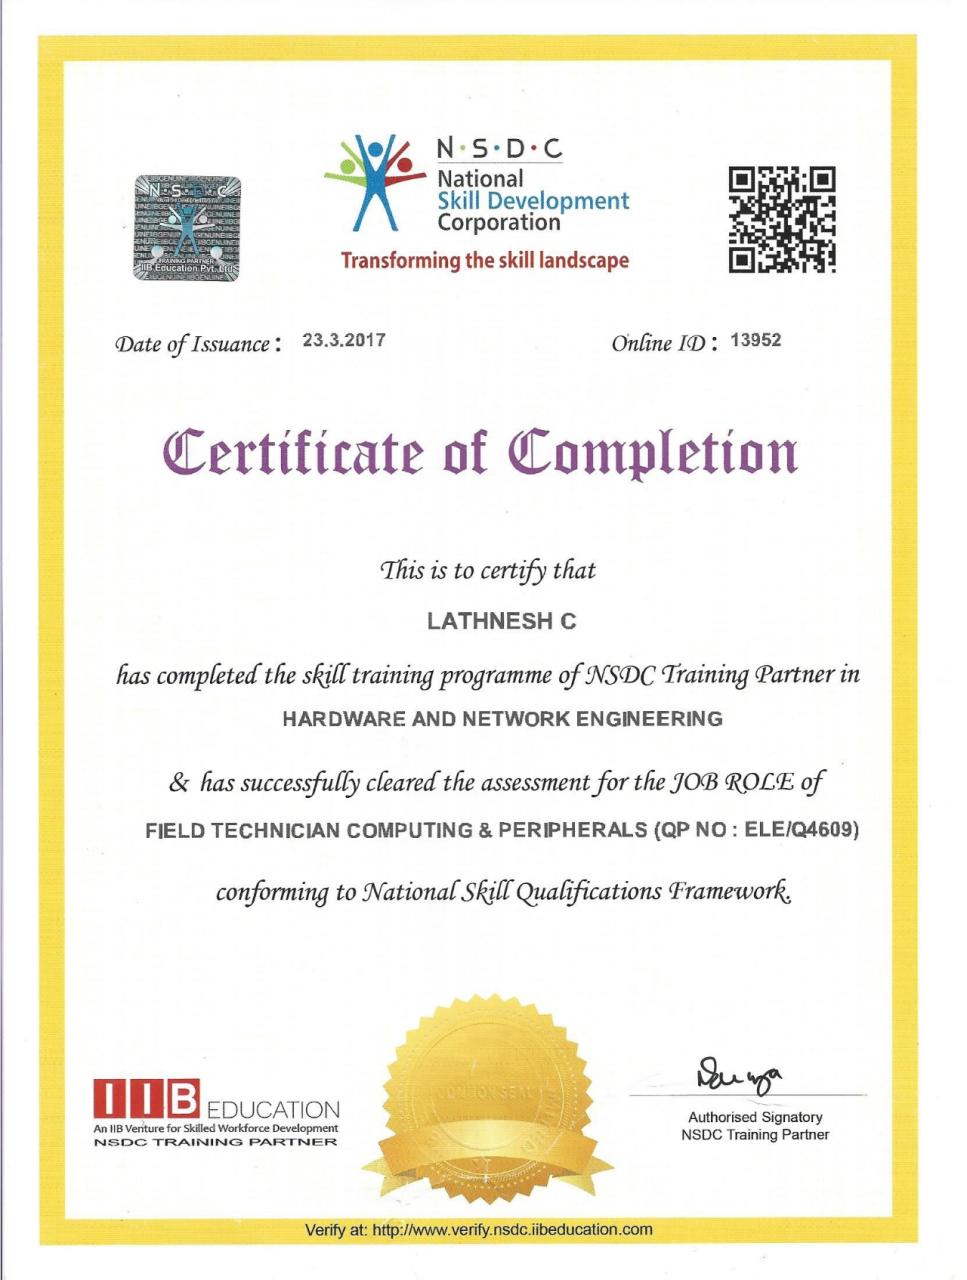 N·S·D·C
National
Skill Development
Corporation
Transforming the skill landscape
N S D C
TRAINING PARTNER
IIB Education Pvt. Ltd
Date of Issuance : 23.3.2017
Online ID : 13952
Certificate of Completion
This is to certify that
LATHNESH C
has completed the skill training programme of NSDC Training Partner in
HARDWARE AND NETWORK ENGINEERING
& has successfully cleared the assessment for the JOB ROLE of
FIELD TECHNICIAN COMPUTING & PERIPHERALS (QP NO : ELE/Q4609)
conforming to National Skill Qualifications Framework.
IIB EDUCATION
An IIB Venture for Skilled Workforce Development
NSDC TRAINING PARTNER
Authorised Signatory
NSDC Training Partner
Verify at: http://www.verify.nsdc.iibeducation.com